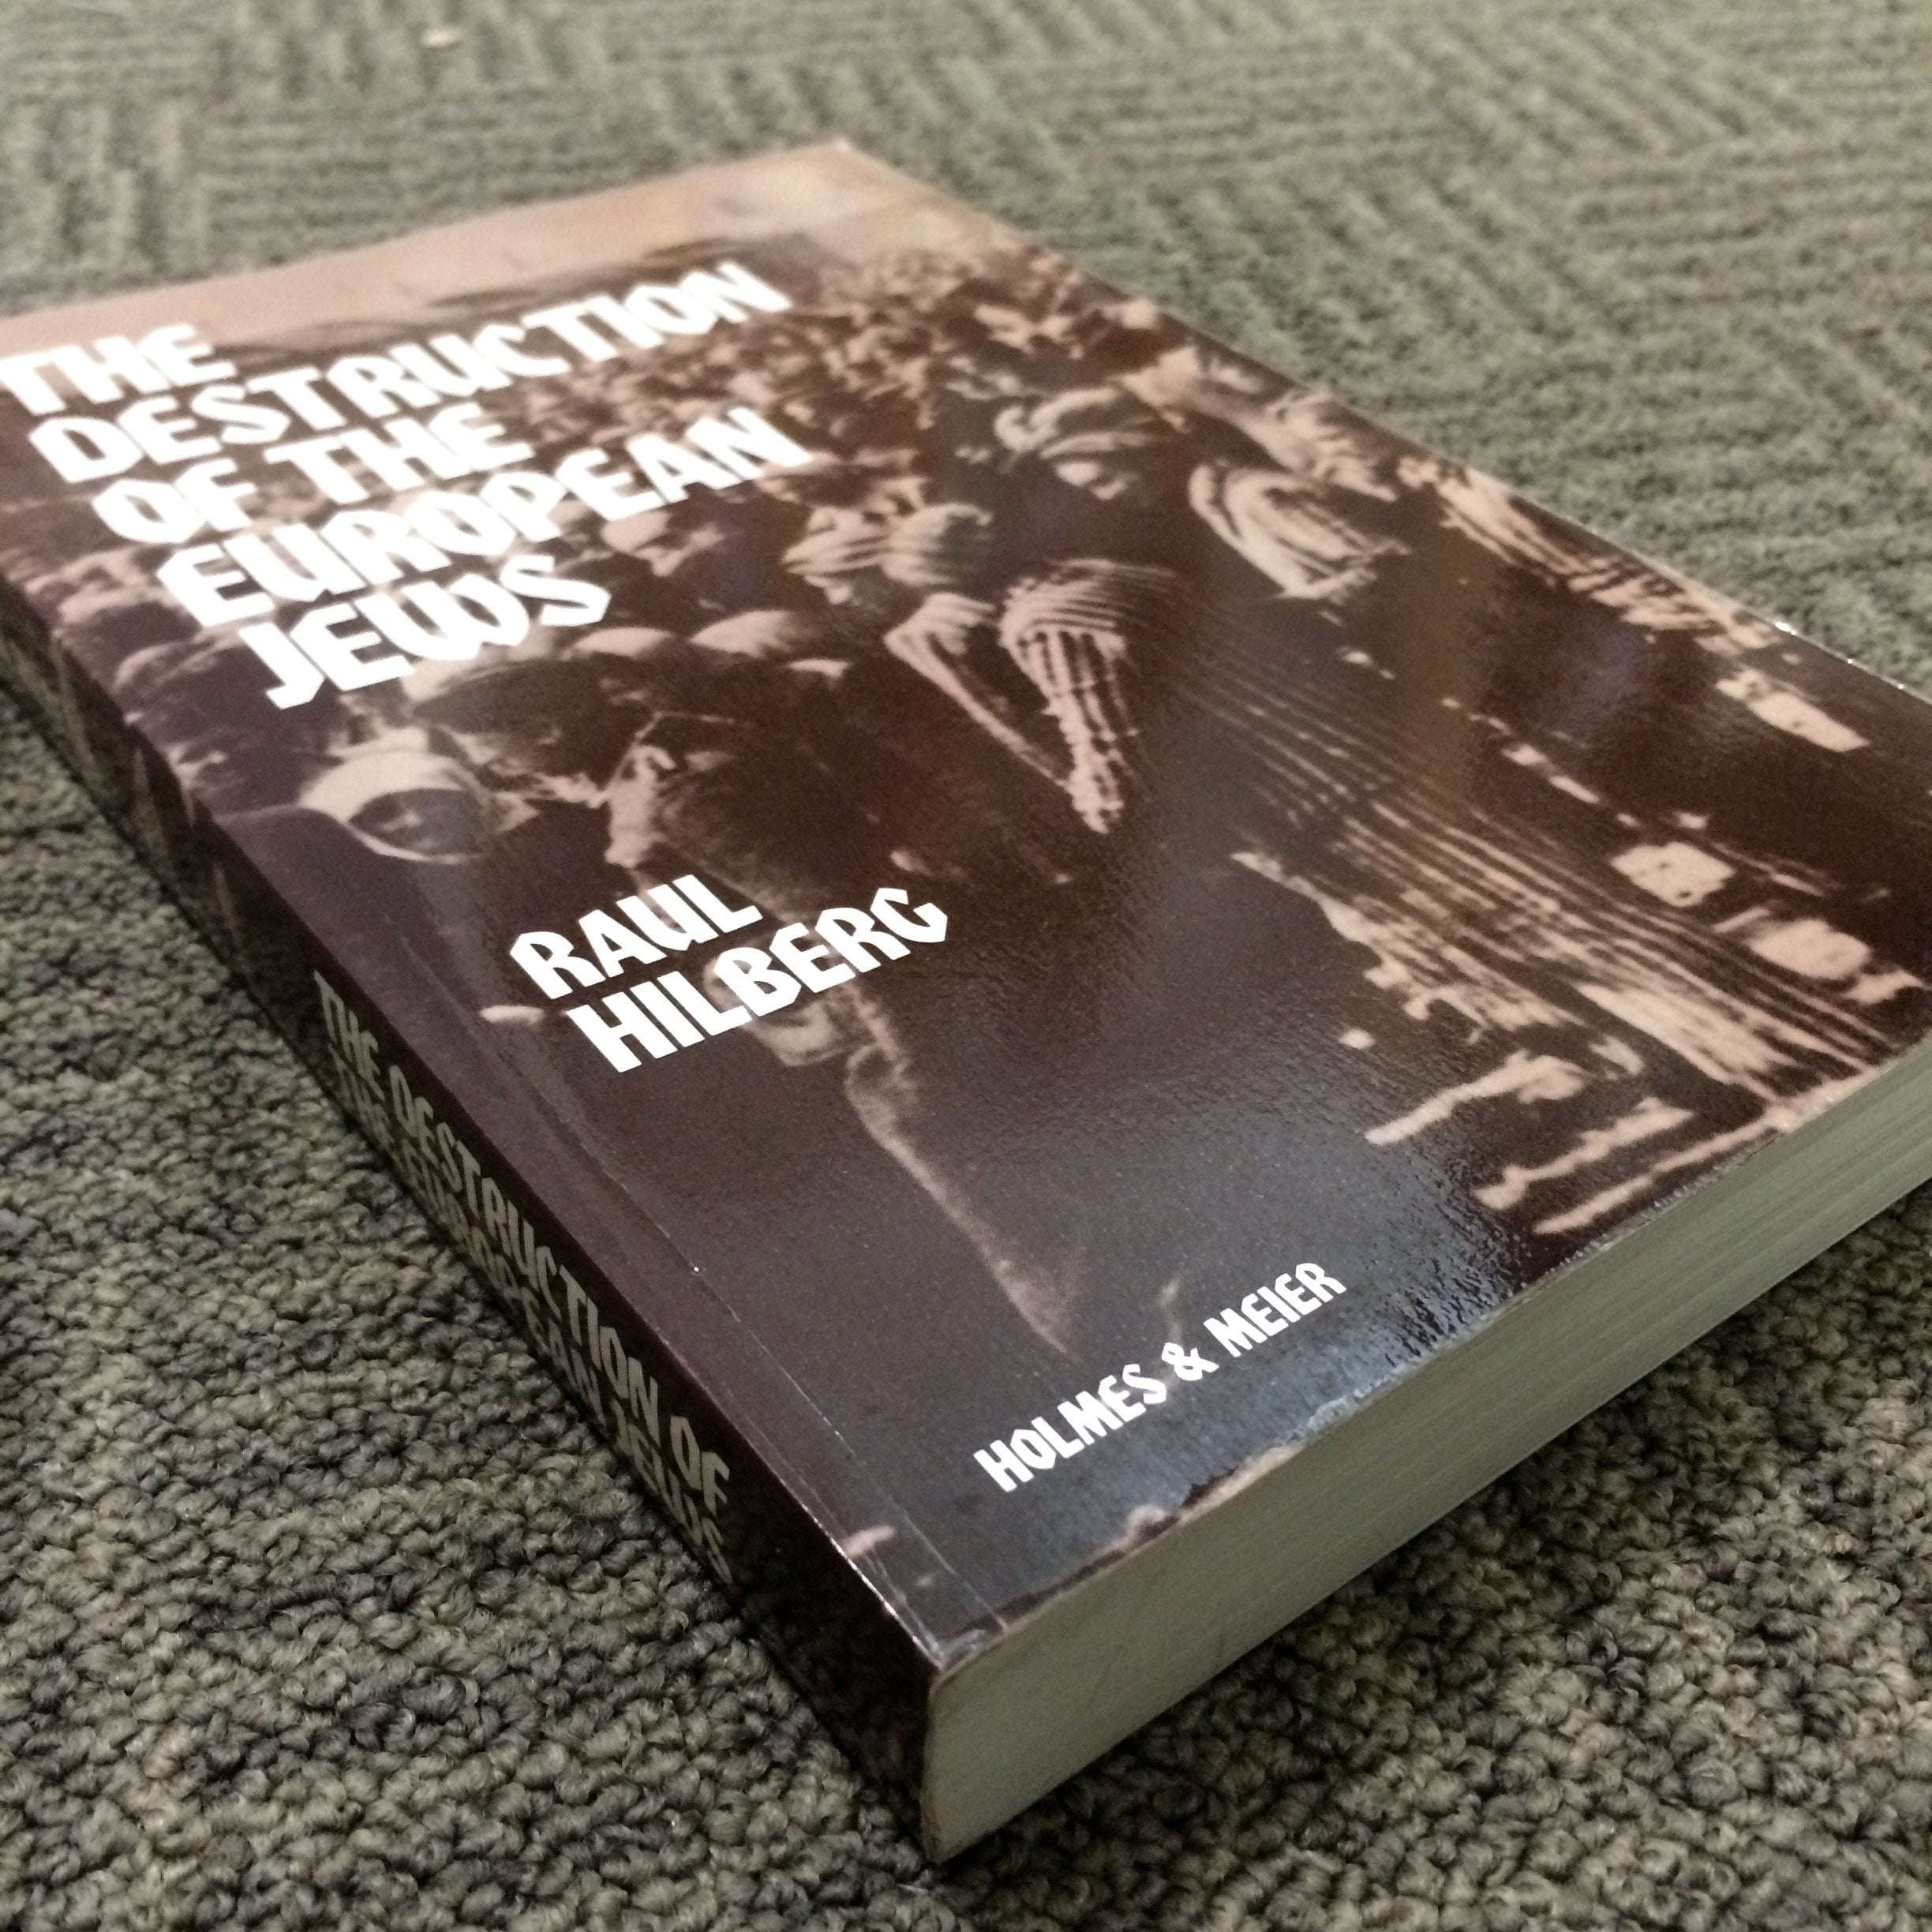 THE
DESTRUCTION
OF THE
EUROPEAN
JEWS
RAUL
HILBERG
HOLMES & MEIER
THE DESTRUCTION OF
THE EUROPEAN JEWS